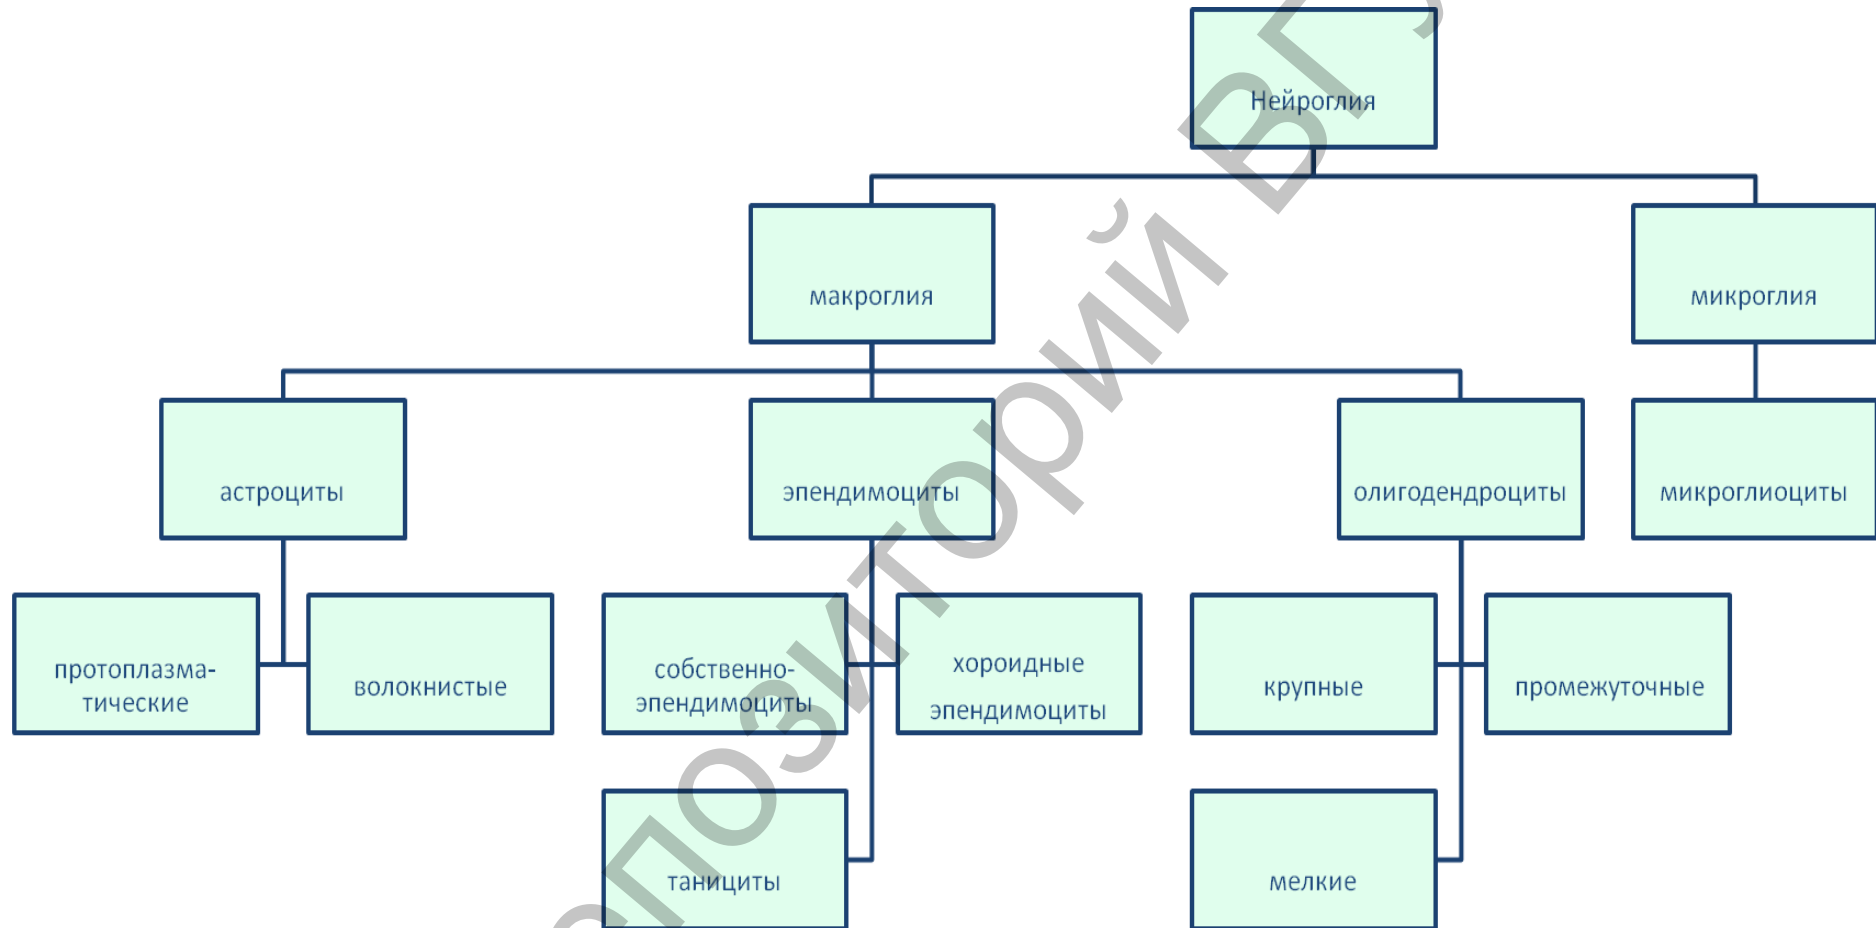 Нейроглия
макроглия
микроглия
астроциты
эпендимоциты
олигодендроциты
микроглиоциты
протоплазма-
тические
волокнистые
собственно-
эпендимоциты
хороидные
эпендимоциты
крупные
промежуточные
танициты
мелкие